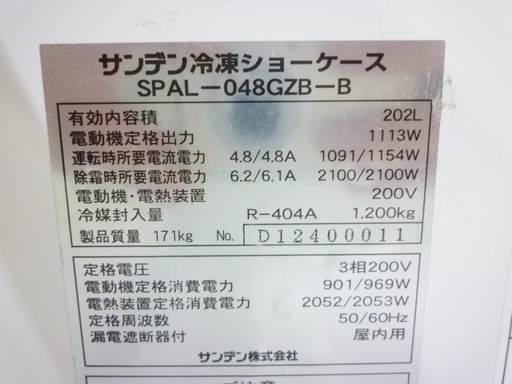 サンデン冷凍ショーケース
SPAL-048GZB-B
有効内容積 202L
電動機定格出力 1113W
運転時所要電流電力 4.8/4.8A 1091/1154W
除霜時所要電流電力 6.2/6.1A 2100/2100W
電動機・電熱装置 200V
冷媒封入量 R-404A 1.200kg
製品質量 171kg No. D12400011
定格電圧 3相200V
電動機定格消費電力 901/969W
電熱装置定格消費電力 2052/2053W
定格周波数 50/60Hz
漏電遮断器付 屋内用
サンデン株式会社